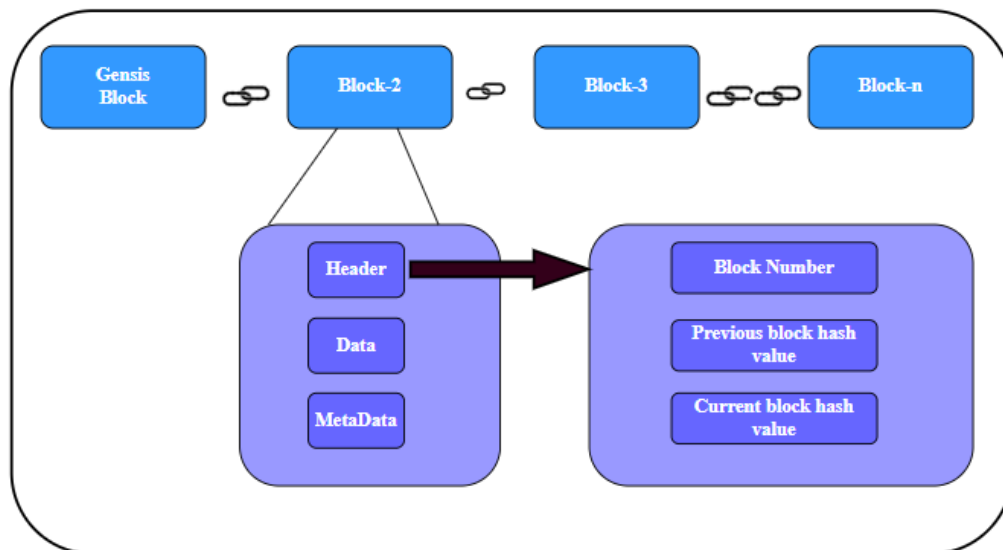 Gensis
Block
Block-2
Block-3
Block-n
Header
Data
MetaData
Block Number
Previous block hash
value
Current block hash
value